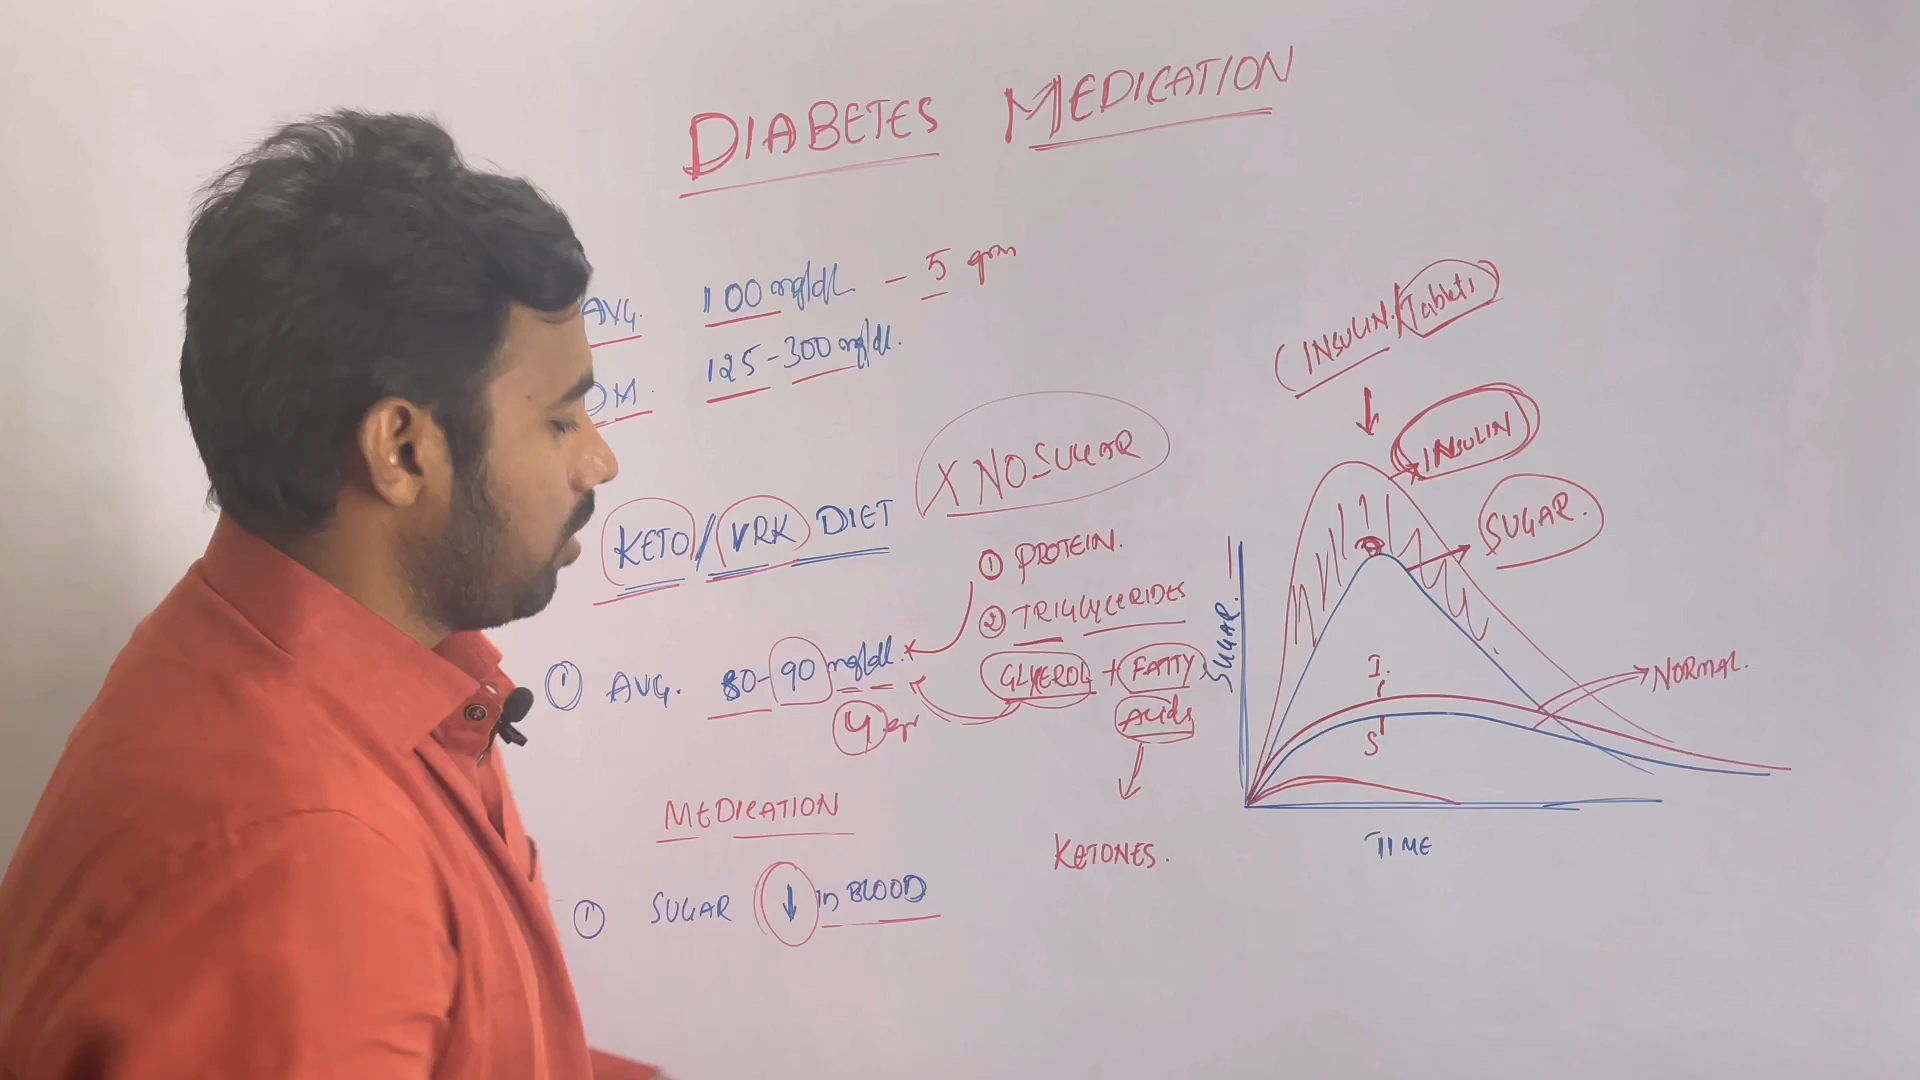 DIABETES MEDICATION
AVG. 100 mg/dL - 5 grm
DM. 125-300 mg/dl.
KETO / VRK DIET
X NO SUGAR
① PROTEIN.
② TRIGLYCERIDES
GLYEROL + FATTY
Acids
KETONES.
① AVG. 80-90 mg/dl.
4 gr
MEDICATION
① SUGAR ↓ in BLOOD
(INSULIN/Tablets)
INSULIN
SUGAR.
SUGAR
I.
S
NORMAL.
TIME